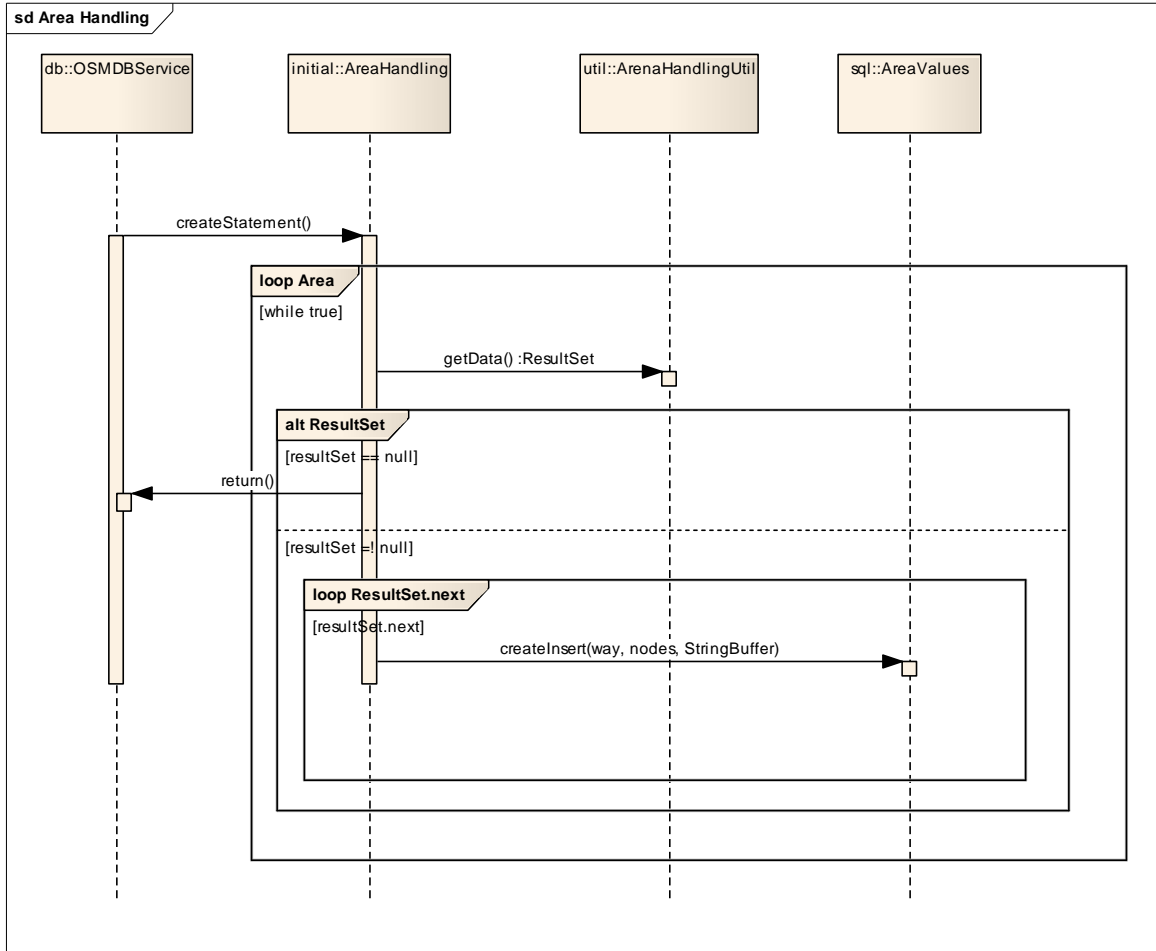 sd Area Handling
db::OSMDBService
initial::AreaHandling
util::ArenaHandlingUtil
sql::AreaValues
createStatement()
loop Area
[while true]
getData() :ResultSet
alt ResultSet
[resultSet == null]
return()
[resultSet =! null]
loop ResultSet.next
[resultSet.next]
createInsert(way, nodes, StringBuffer)